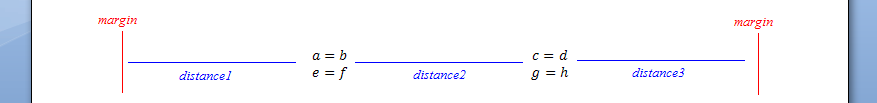 margin
margin
a = b
c = d
distance1
e = f
distance2
g = h
distance3